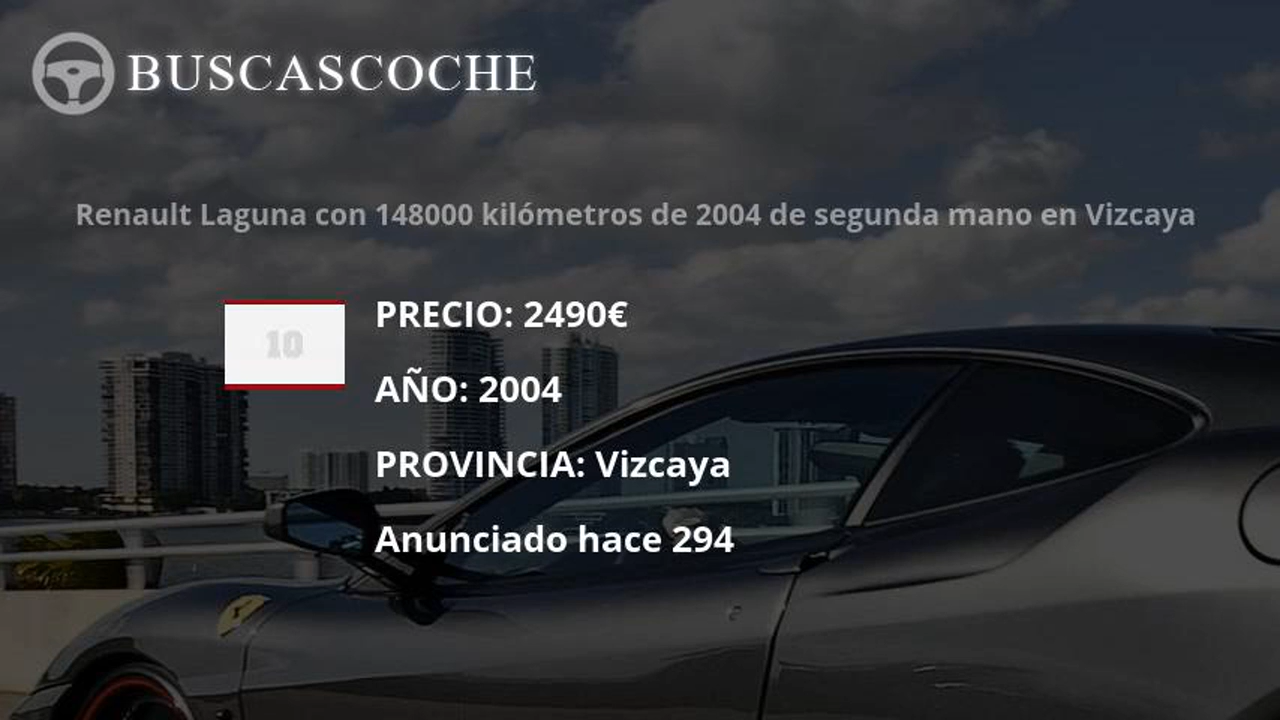 BUSCASCOCHE
Renault Laguna con 148000 kilómetros de 2004 de segunda mano en Vizcaya
10
PRECIO: 2490€
AÑO: 2004
PROVINCIA: Vizcaya
Anunciado hace 294